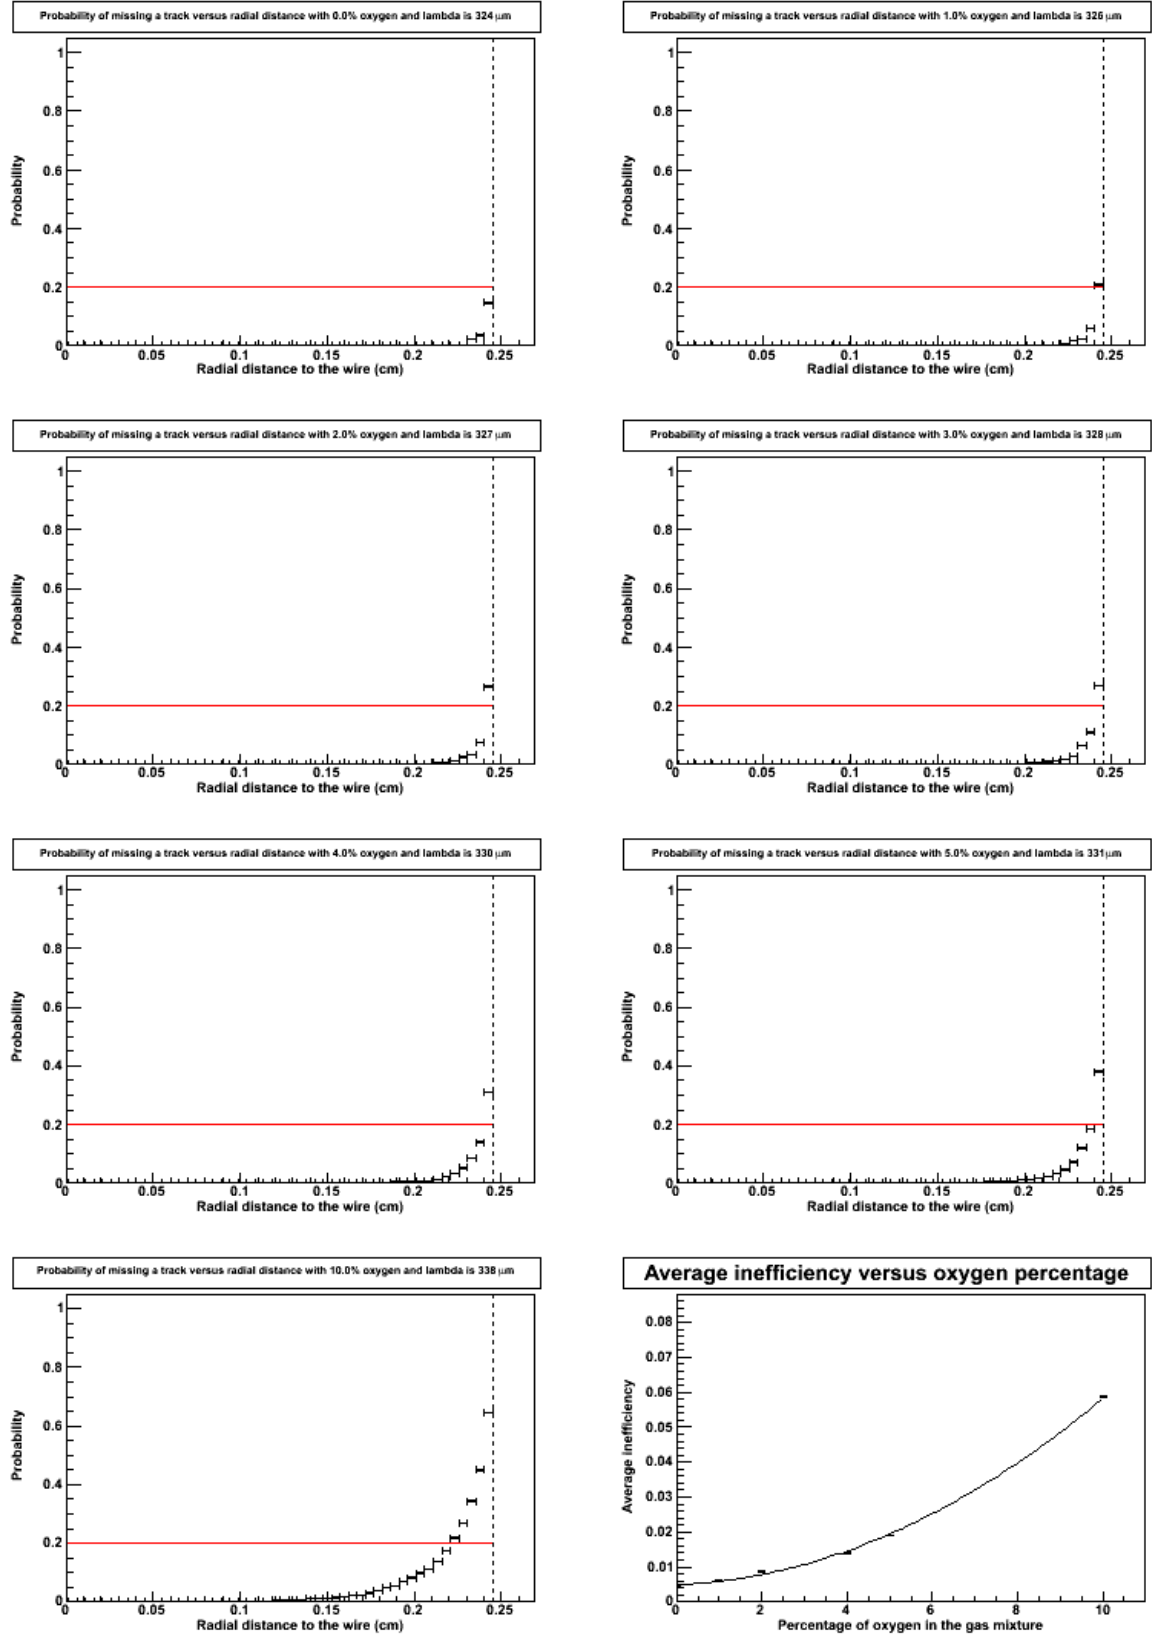 Probability of missing a track versus radial distance with 0.0% oxygen and lambda is 324 μm
Probability
1
0.8
0.6
0.4
0.2
0
0 0.05 0.1 0.15 0.2 0.25
Radial distance to the wire (cm)
Probability of missing a track versus radial distance with 1.0% oxygen and lambda is 326 μm
Probability
1
0.8
0.6
0.4
0.2
0
0 0.05 0.1 0.15 0.2 0.25
Radial distance to the wire (cm)
Probability of missing a track versus radial distance with 2.0% oxygen and lambda is 327 μm
Probability
1
0.8
0.6
0.4
0.2
0
0 0.05 0.1 0.15 0.2 0.25
Radial distance to the wire (cm)
Probability of missing a track versus radial distance with 3.0% oxygen and lambda is 328 μm
Probability
1
0.8
0.6
0.4
0.2
0
0 0.05 0.1 0.15 0.2 0.25
Radial distance to the wire (cm)
Probability of missing a track versus radial distance with 4.0% oxygen and lambda is 330 μm
Probability
1
0.8
0.6
0.4
0.2
0
0 0.05 0.1 0.15 0.2 0.25
Radial distance to the wire (cm)
Probability of missing a track versus radial distance with 5.0% oxygen and lambda is 331 μm
Probability
1
0.8
0.6
0.4
0.2
0
0 0.05 0.1 0.15 0.2 0.25
Radial distance to the wire (cm)
Probability of missing a track versus radial distance with 10.0% oxygen and lambda is 338 μm
Probability
1
0.8
0.6
0.4
0.2
0
0 0.05 0.1 0.15 0.2 0.25
Radial distance to the wire (cm)
Average inefficiency versus oxygen percentage
Average inefficiency
0.08
0.07
0.06
0.05
0.04
0.03
0.02
0.01
0
0 2 4 6 8 10
Percentage of oxygen in the gas mixture